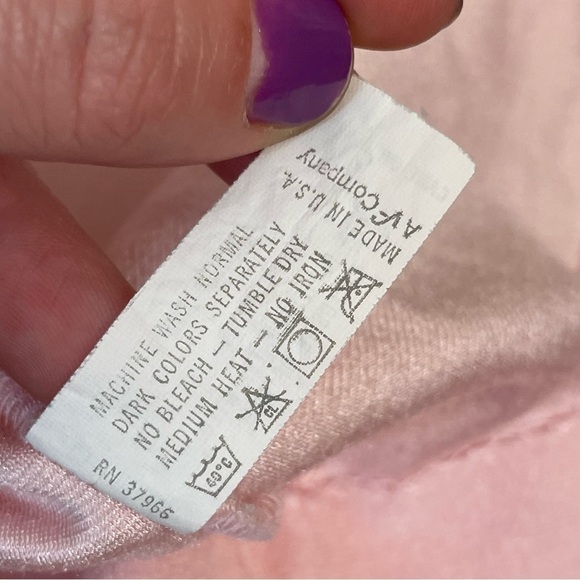 A VF Company
MADE IN U.S.A.
MACHINE WASH NORMAL
DARK COLORS SEPARATELY
NO BLEACH – TUMBLE DRY
MEDIUM HEAT – NO IRON
CL
60°C
RN 37966